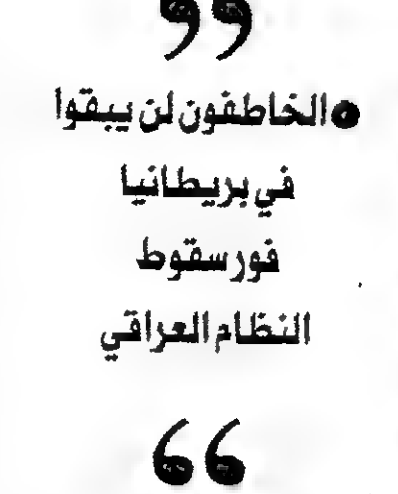 الخاطفون لن يبقوا
في بريطانيا
فور سقوط
النظام العراقي